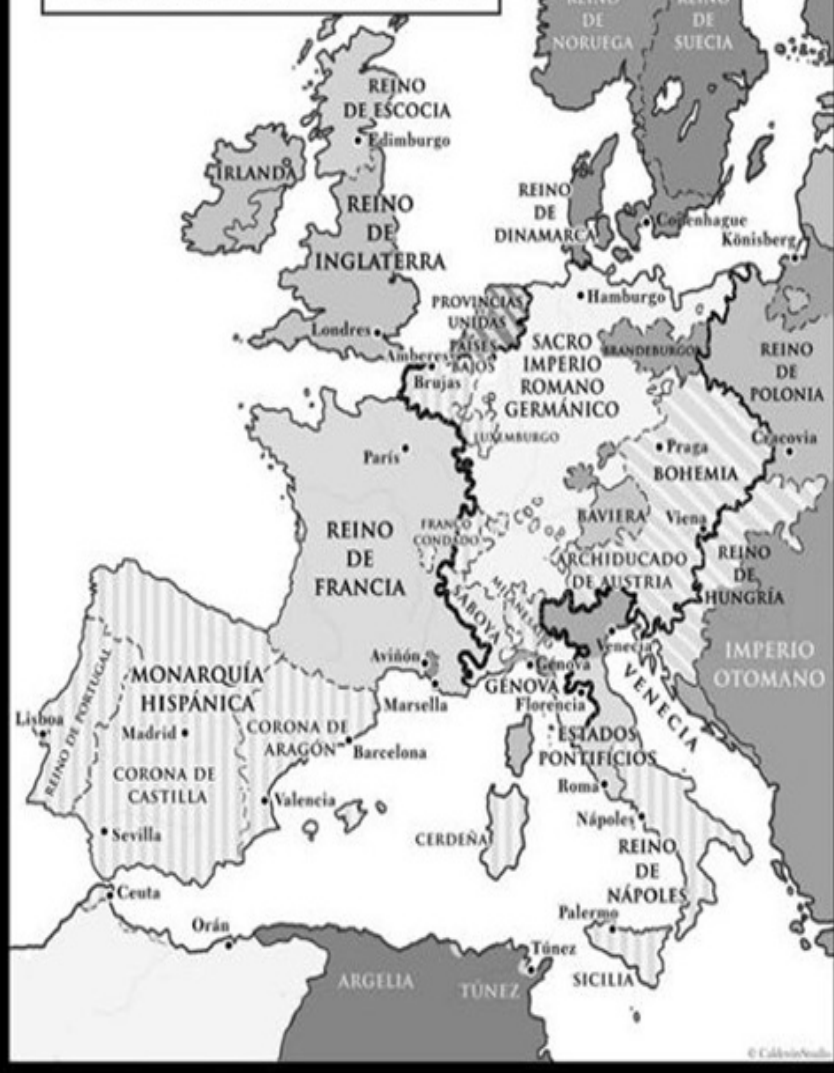 REINO
DE
NORUEGA
REINO
DE
SUECIA
REINO
DE ESCOCIA
Edimburgo
IRLANDA
REINO
DE
INGLATERRA
Londres
REINO
DE
DINAMARCA
Copenhague
Könisberg
Hamburgo
PROVINCIAS
UNIDAS
PAÍSES
BAJOS
Amberes
Brujas
SACRO
IMPERIO
ROMANO
GERMÁNICO
BRANDEBURGO
REINO
DE
POLONIA
Cracovia
LUXEMBURGO
Praga
BOHEMIA
París
REINO
DE
FRANCIA
FRANCO
CONDADO
BAVIERA
Viena
ARCHIDUCADO
DE AUSTRIA
REINO
DE
HUNGRÍA
SABOYA
MILANESADO
IMPERIO
OTOMANO
Aviñón
Marsella
Génova
GÉNOVA
Venecia
VENECIA
Florencia
ESTADOS
PONTIFICIOS
Roma
MONARQUÍA
HISPÁNICA
Lisboa
REINO DE PORTUGAL
Madrid
CORONA DE
ARAGÓN
Barcelona
CORONA DE
CASTILLA
Valencia
Sevilla
CERDEÑA
Nápoles
REINO
DE
NÁPOLES
Palermo
SICILIA
Ceuta
Orán
Túnez
ARGELIA
TÚNEZ